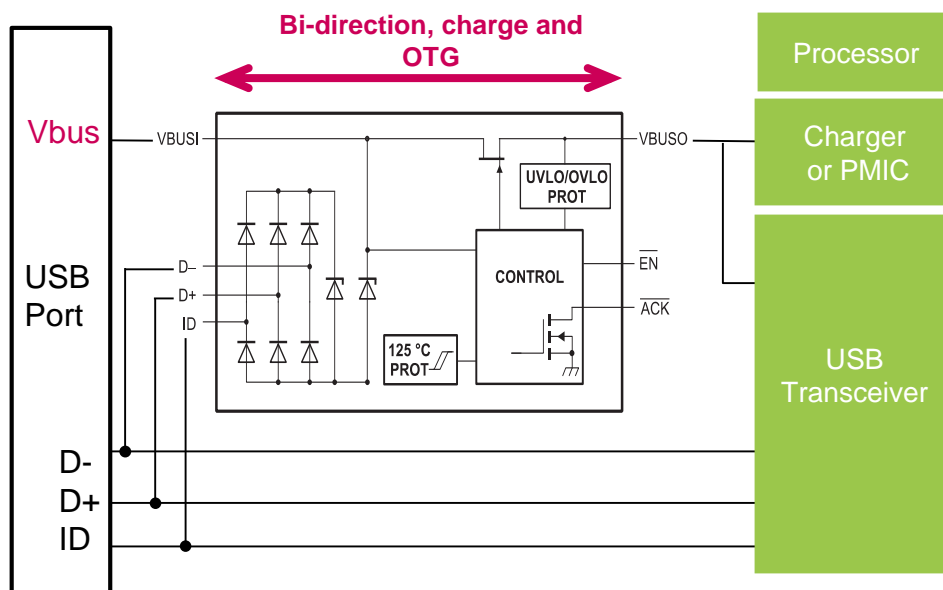 Bi-direction, charge and
OTG
Processor
Vbus
VBUSI
VBUSO
Charger
or PMIC
UVLO/OVLO
PROT
USB
Port
D–
D+
ID
CONTROL
EN
ACK
125 °C
PROT
USB
Transceiver
D-
D+
ID